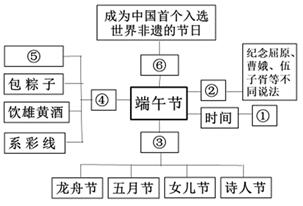 成为中国首个入选
世界非遗的节日
⑥
⑤
包粽子
饮雄黄酒
系彩线
④
端午节
②
纪念屈原、
曹娥、伍
子胥等不
同说法
时间
①
③
龙舟节
五月节
女儿节
诗人节